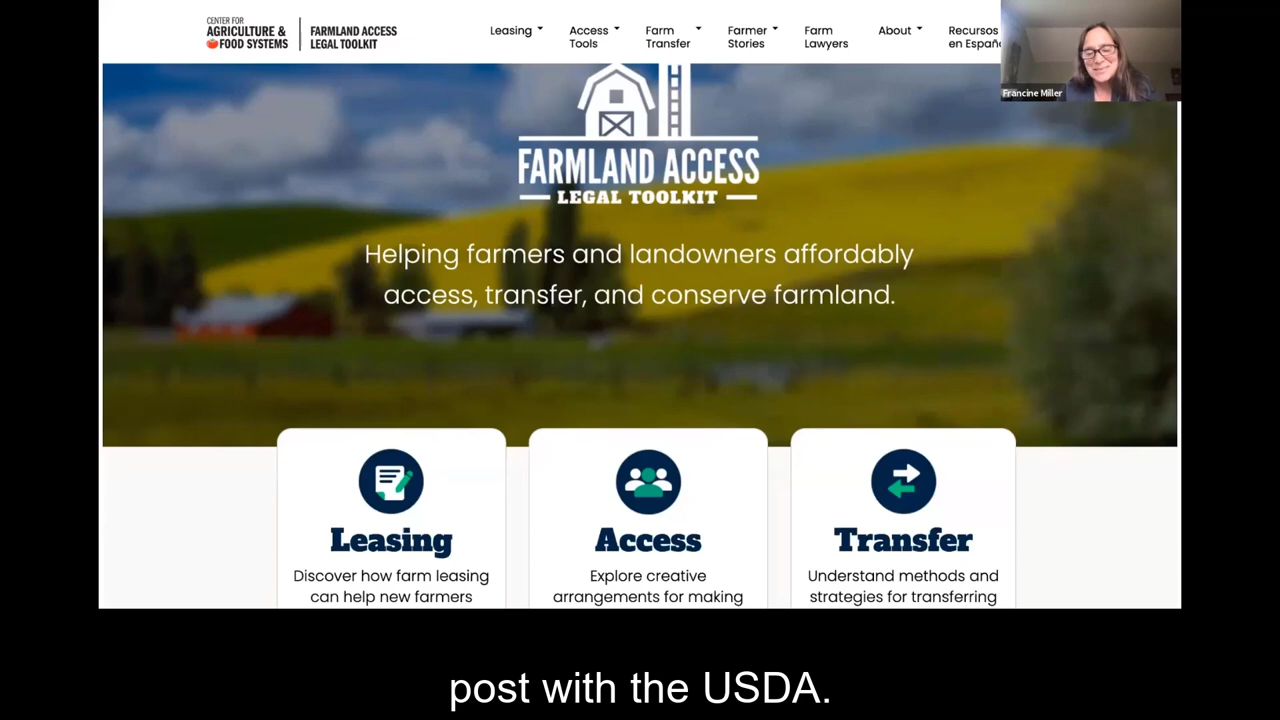 CENTER FOR
AGRICULTURE &
FOOD SYSTEMS
FARMLAND ACCESS
LEGAL TOOLKIT
Leasing
Access
Tools
Farm
Transfer
Farmer
Stories
Farm
Lawyers
About
Recursos
en Españo
Francine Miller
FARMLAND ACCESS
LEGAL TOOLKIT
Helping farmers and landowners affordably
access, transfer, and conserve farmland.
Leasing
Discover how farm leasing
can help new farmers
Access
Explore creative
arrangements for making
Transfer
Understand methods and
strategies for transferring
post with the USDA.